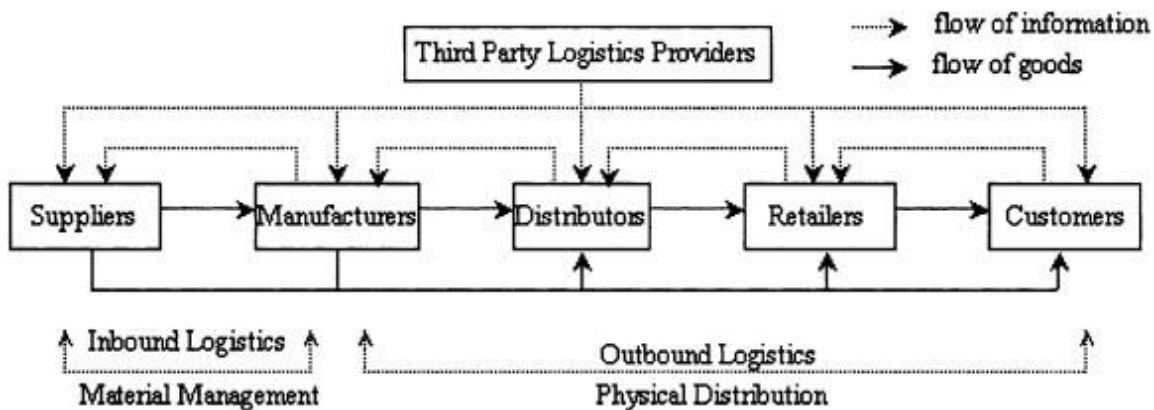 flow of information
Third Party Logistics Providers
flow of goods
Suppliers Manufacturers Distributors Retailers Customers
Inbound Logistics Outbound Logistics
Material Management Physical Distribution